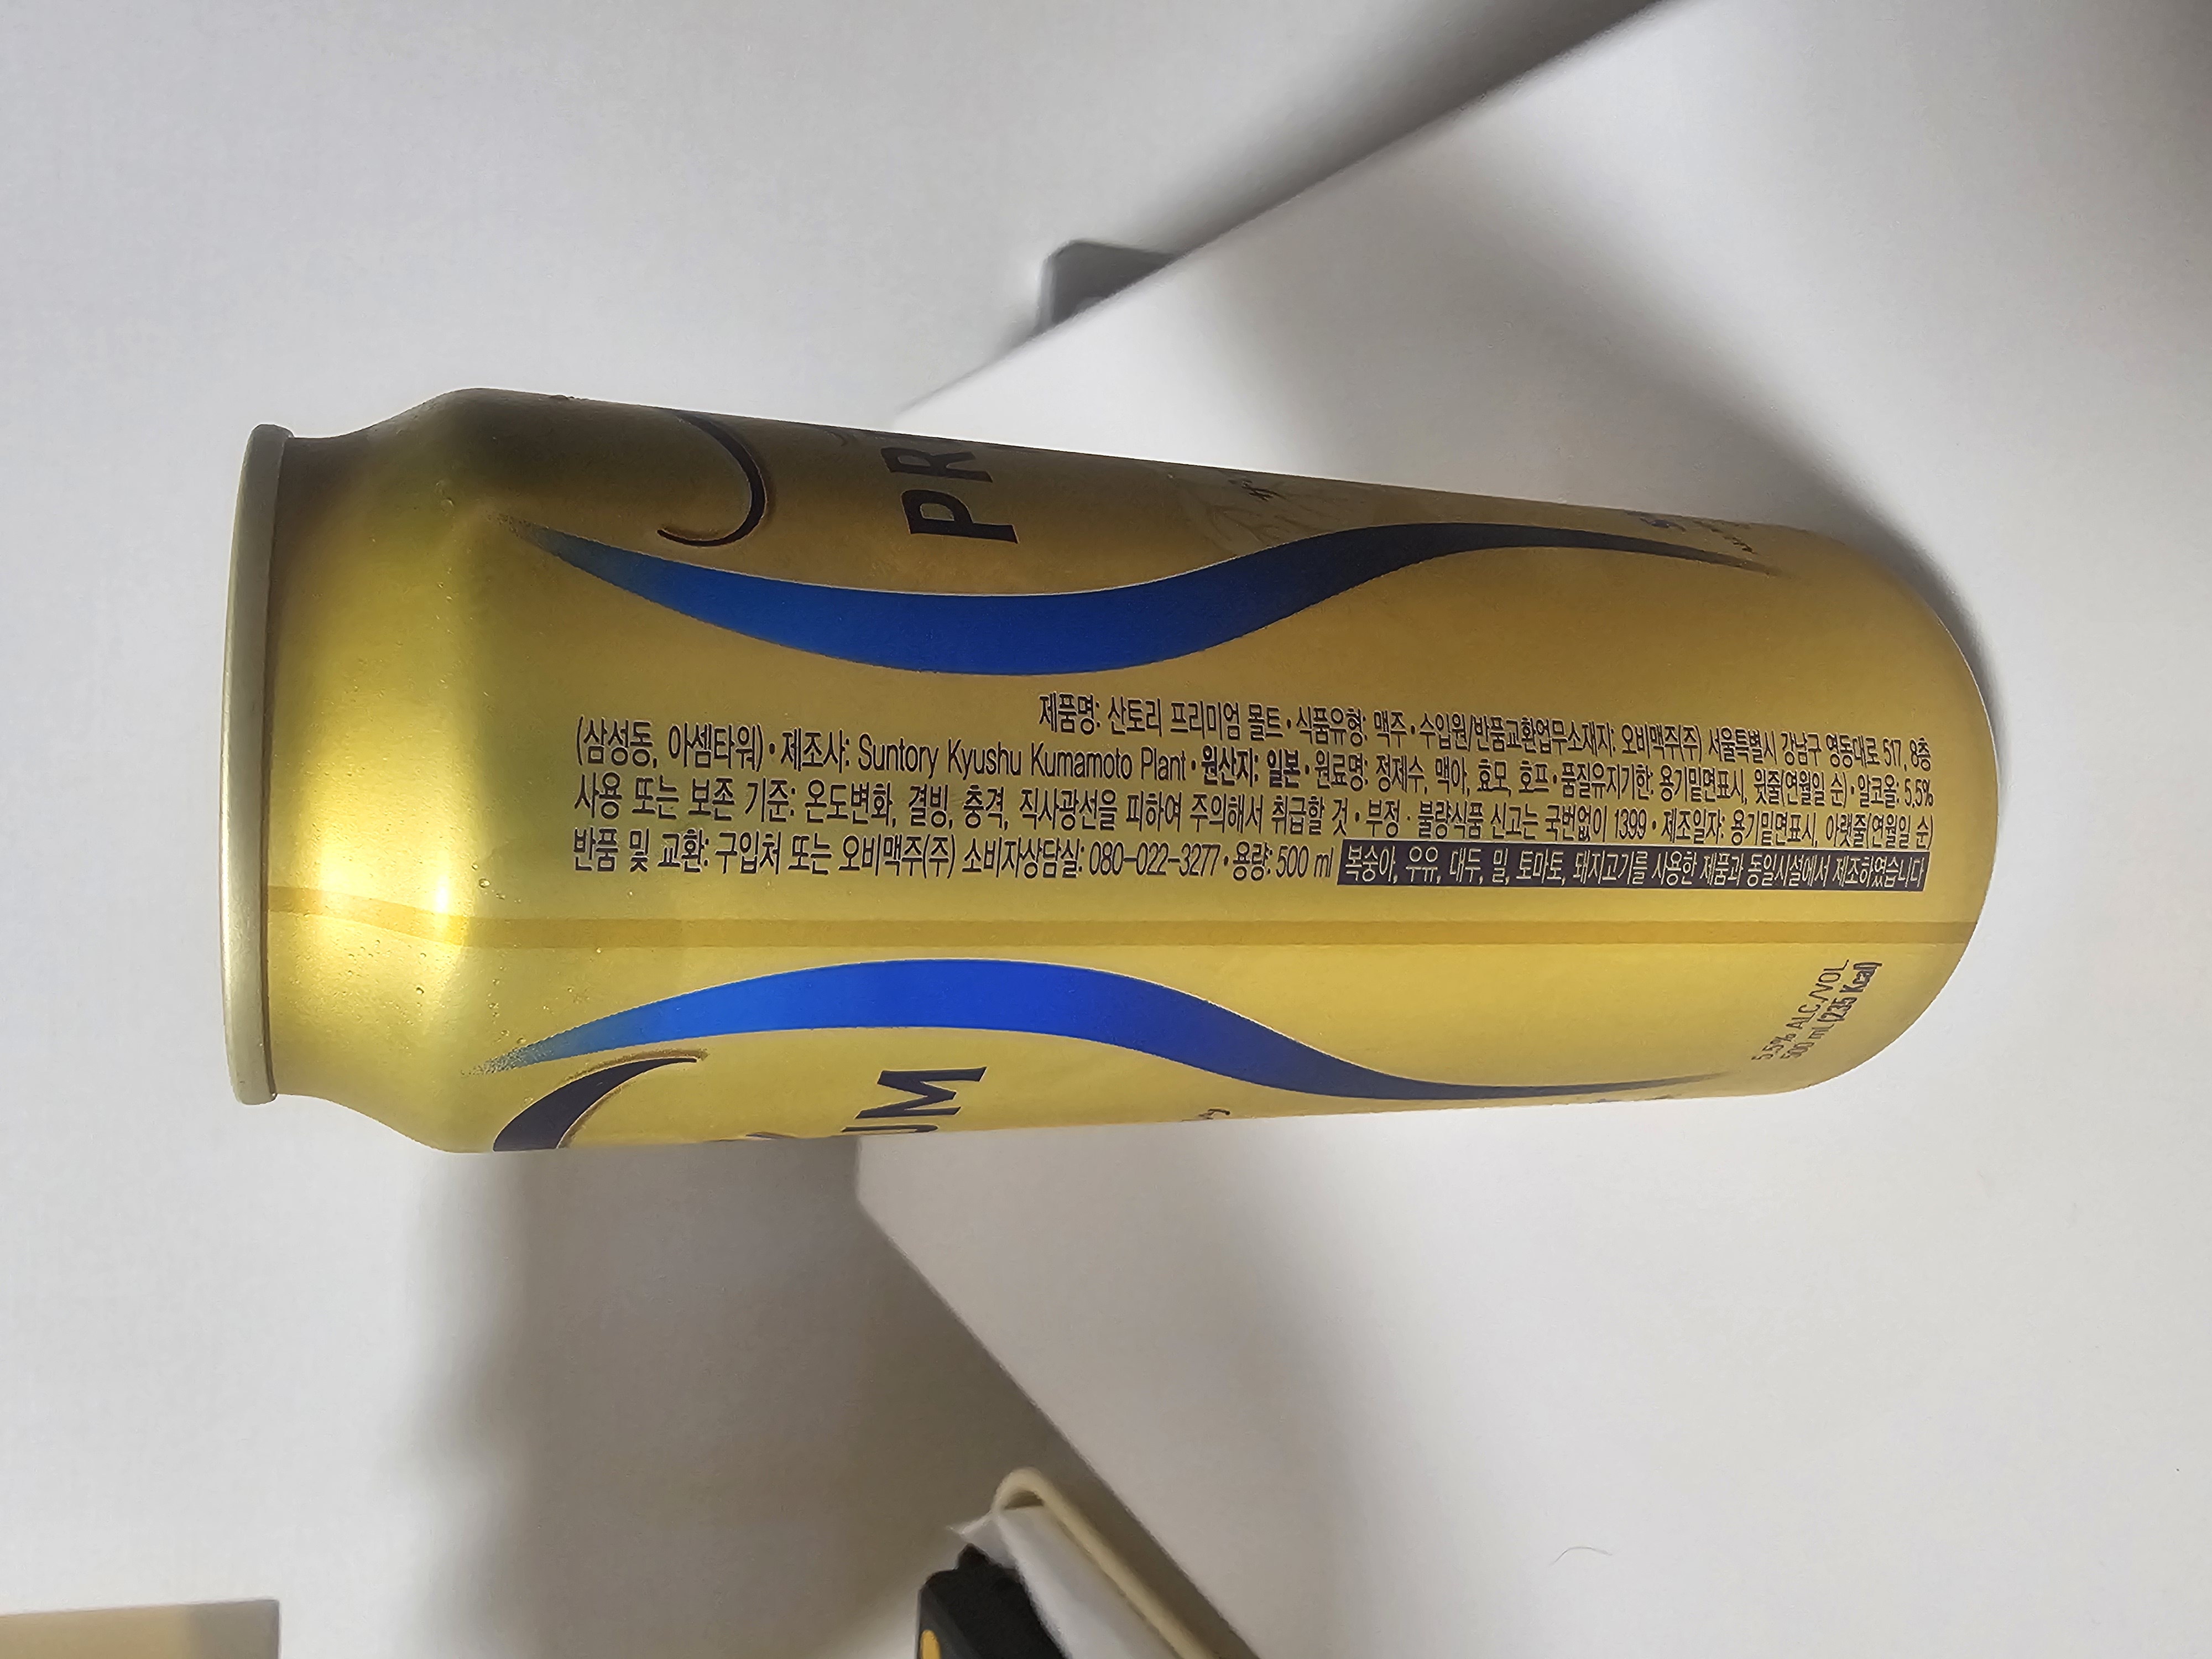 제품명: 산토리 프리미엄 몰트 • 식품유형: 맥주 • 수입원/반품교환업무소재지: 오비맥주(주) 서울특별시 강남구 영동대로 517, 8층
(삼성동, 아셈타워) • 제조사: Suntory Kyushu Kumamoto Plant • 원산지: 일본 • 원료명: 정제수, 맥아, 효모, 호프 • 품질유지기한: 용기밑면표시, 윗줄(연월일 순) • 알코올: 5.5%
사용 또는 보존 기준: 온도변화, 결빙, 충격, 직사광선을 피하여 주의해서 취급할 것 • 부정 · 불량식품 신고는 국번없이 1399 • 제조일자: 용기밑면표시, 아랫줄(연월일 순)
반품 및 교환: 구입처 또는 오비맥주(주) 소비자상담실: 080-022-3277 • 용량: 500 ml 복숭아, 우유, 대두, 밀, 토마토, 돼지고기를 사용한 제품과 동일시설에서 제조하였습니다
PR
UM
5.5% ALC/VOL
500 mL (235 Kcal)